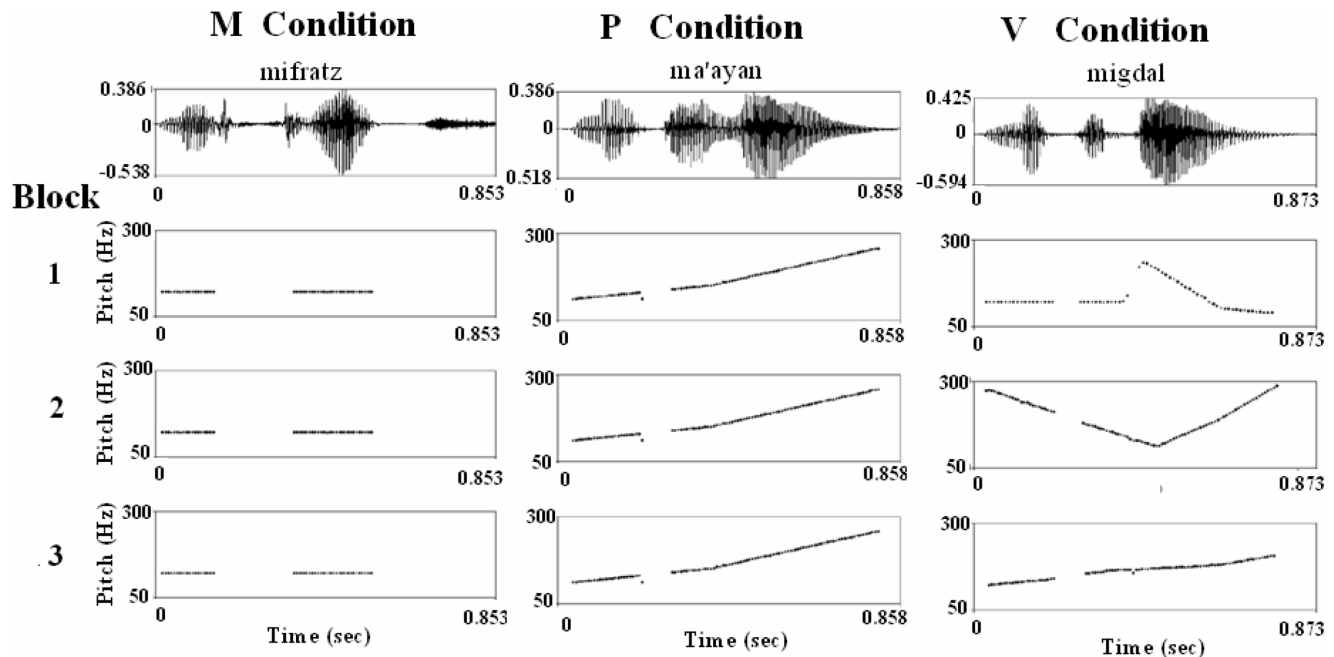 M Condition P Condition V Condition
mifratz ma'ayan migdal
0.386 0.386 0.425
0 0 0
-0.538 0.518 -0.594
0 0.853 0 0.858 0 0.873
Block
1
Pitch (Hz) 300 50 300 50 300 50
0 0.853 0 0.858 0 0.873
2
Pitch (Hz) 300 50 300 50 300 50
0 0.853 0 0.858 0 0.873
3
Pitch (Hz) 300 50 300 50 300 50
0 0.853 0 0.858 0 0.873
Time (sec) Time (sec) Time (sec)